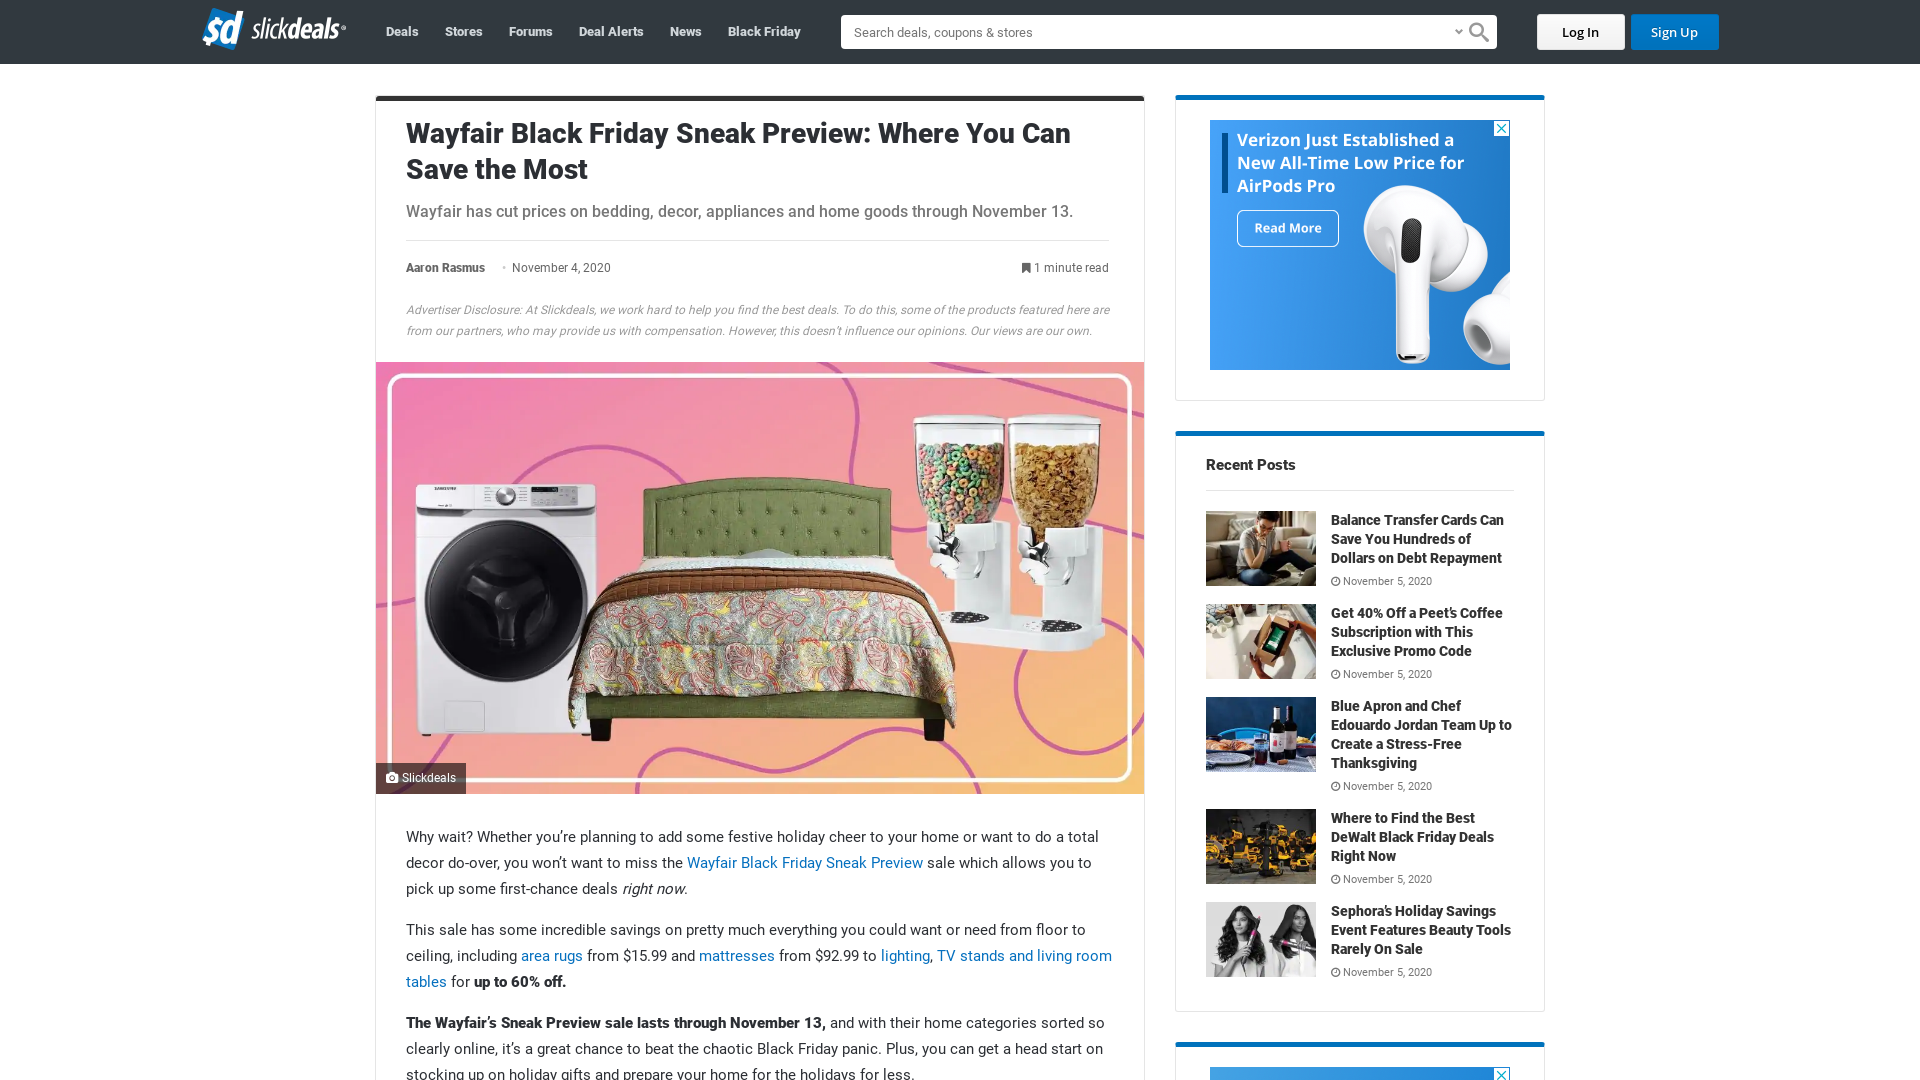 sd slickdeals
Deals Stores Forums Deal Alerts News Black Friday
Search deals, coupons & stores
Log In
Sign Up
Wayfair Black Friday Sneak Preview: Where You Can
Save the Most
Wayfair has cut prices on bedding, decor, appliances and home goods through November 13.
Aaron Rasmus • November 4, 2020
1 minute read
Advertiser Disclosure: At Slickdeals, we work hard to help you find the best deals. To do this, some of the products featured here are
from our partners, who may provide us with compensation. However, this doesn't influence our opinions. Our views are our own.
SAMSUNG
Slickdeals
Why wait? Whether you’re planning to add some festive holiday cheer to your home or want to do a total
decor do-over, you won’t want to miss the Wayfair Black Friday Sneak Preview sale which allows you to
pick up some first-chance deals right now.
This sale has some incredible savings on pretty much everything you could want or need from floor to
ceiling, including area rugs from $15.99 and mattresses from $92.99 to lighting, TV stands and living room
tables for up to 60% off.
The Wayfair’s Sneak Preview sale lasts through November 13, and with their home categories sorted so
clearly online, it’s a great chance to beat the chaotic Black Friday panic. Plus, you can get a head start on
stocking up on holiday gifts and prepare your home for the holidays for less.
Verizon Just Established a
New All-Time Low Price for
AirPods Pro
Read More
Recent Posts
Balance Transfer Cards Can
Save You Hundreds of
Dollars on Debt Repayment
November 5, 2020
Get 40% Off a Peet’s Coffee
Subscription with This
Exclusive Promo Code
November 5, 2020
Blue Apron and Chef
Edouardo Jordan Team Up to
Create a Stress-Free
Thanksgiving
November 5, 2020
Where to Find the Best
DeWalt Black Friday Deals
Right Now
November 5, 2020
Sephora’s Holiday Savings
Event Features Beauty Tools
Rarely On Sale
November 5, 2020